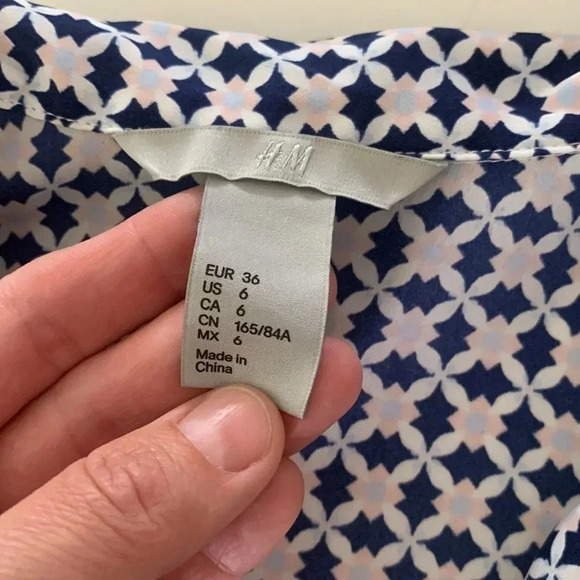 H&M
EUR 36
US 6
CA 6
CN 165/84A
MX 6
Made in
China